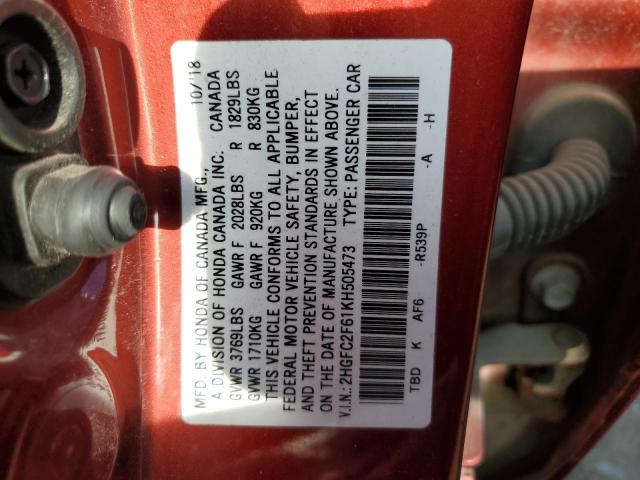 MFD. BY HONDA OF CANADA MFG., 10/18
A DIVISION OF HONDA CANADA INC. CANADA
GVWR 3769LBS GAWR F 2028LBS R 1829LBS
GVWR 1710KG GAWR F 920KG R 830KG
THIS VEHICLE CONFORMS TO ALL APPLICABLE
FEDERAL MOTOR VEHICLE SAFETY, BUMPER,
AND THEFT PREVENTION STANDARDS IN EFFECT
ON THE DATE OF MANUFACTURE SHOWN ABOVE.
V.I.N.:2HGFC2F61KH505473 TYPE: PASSENGER CAR
TBD K AF6 -R539P -A -H